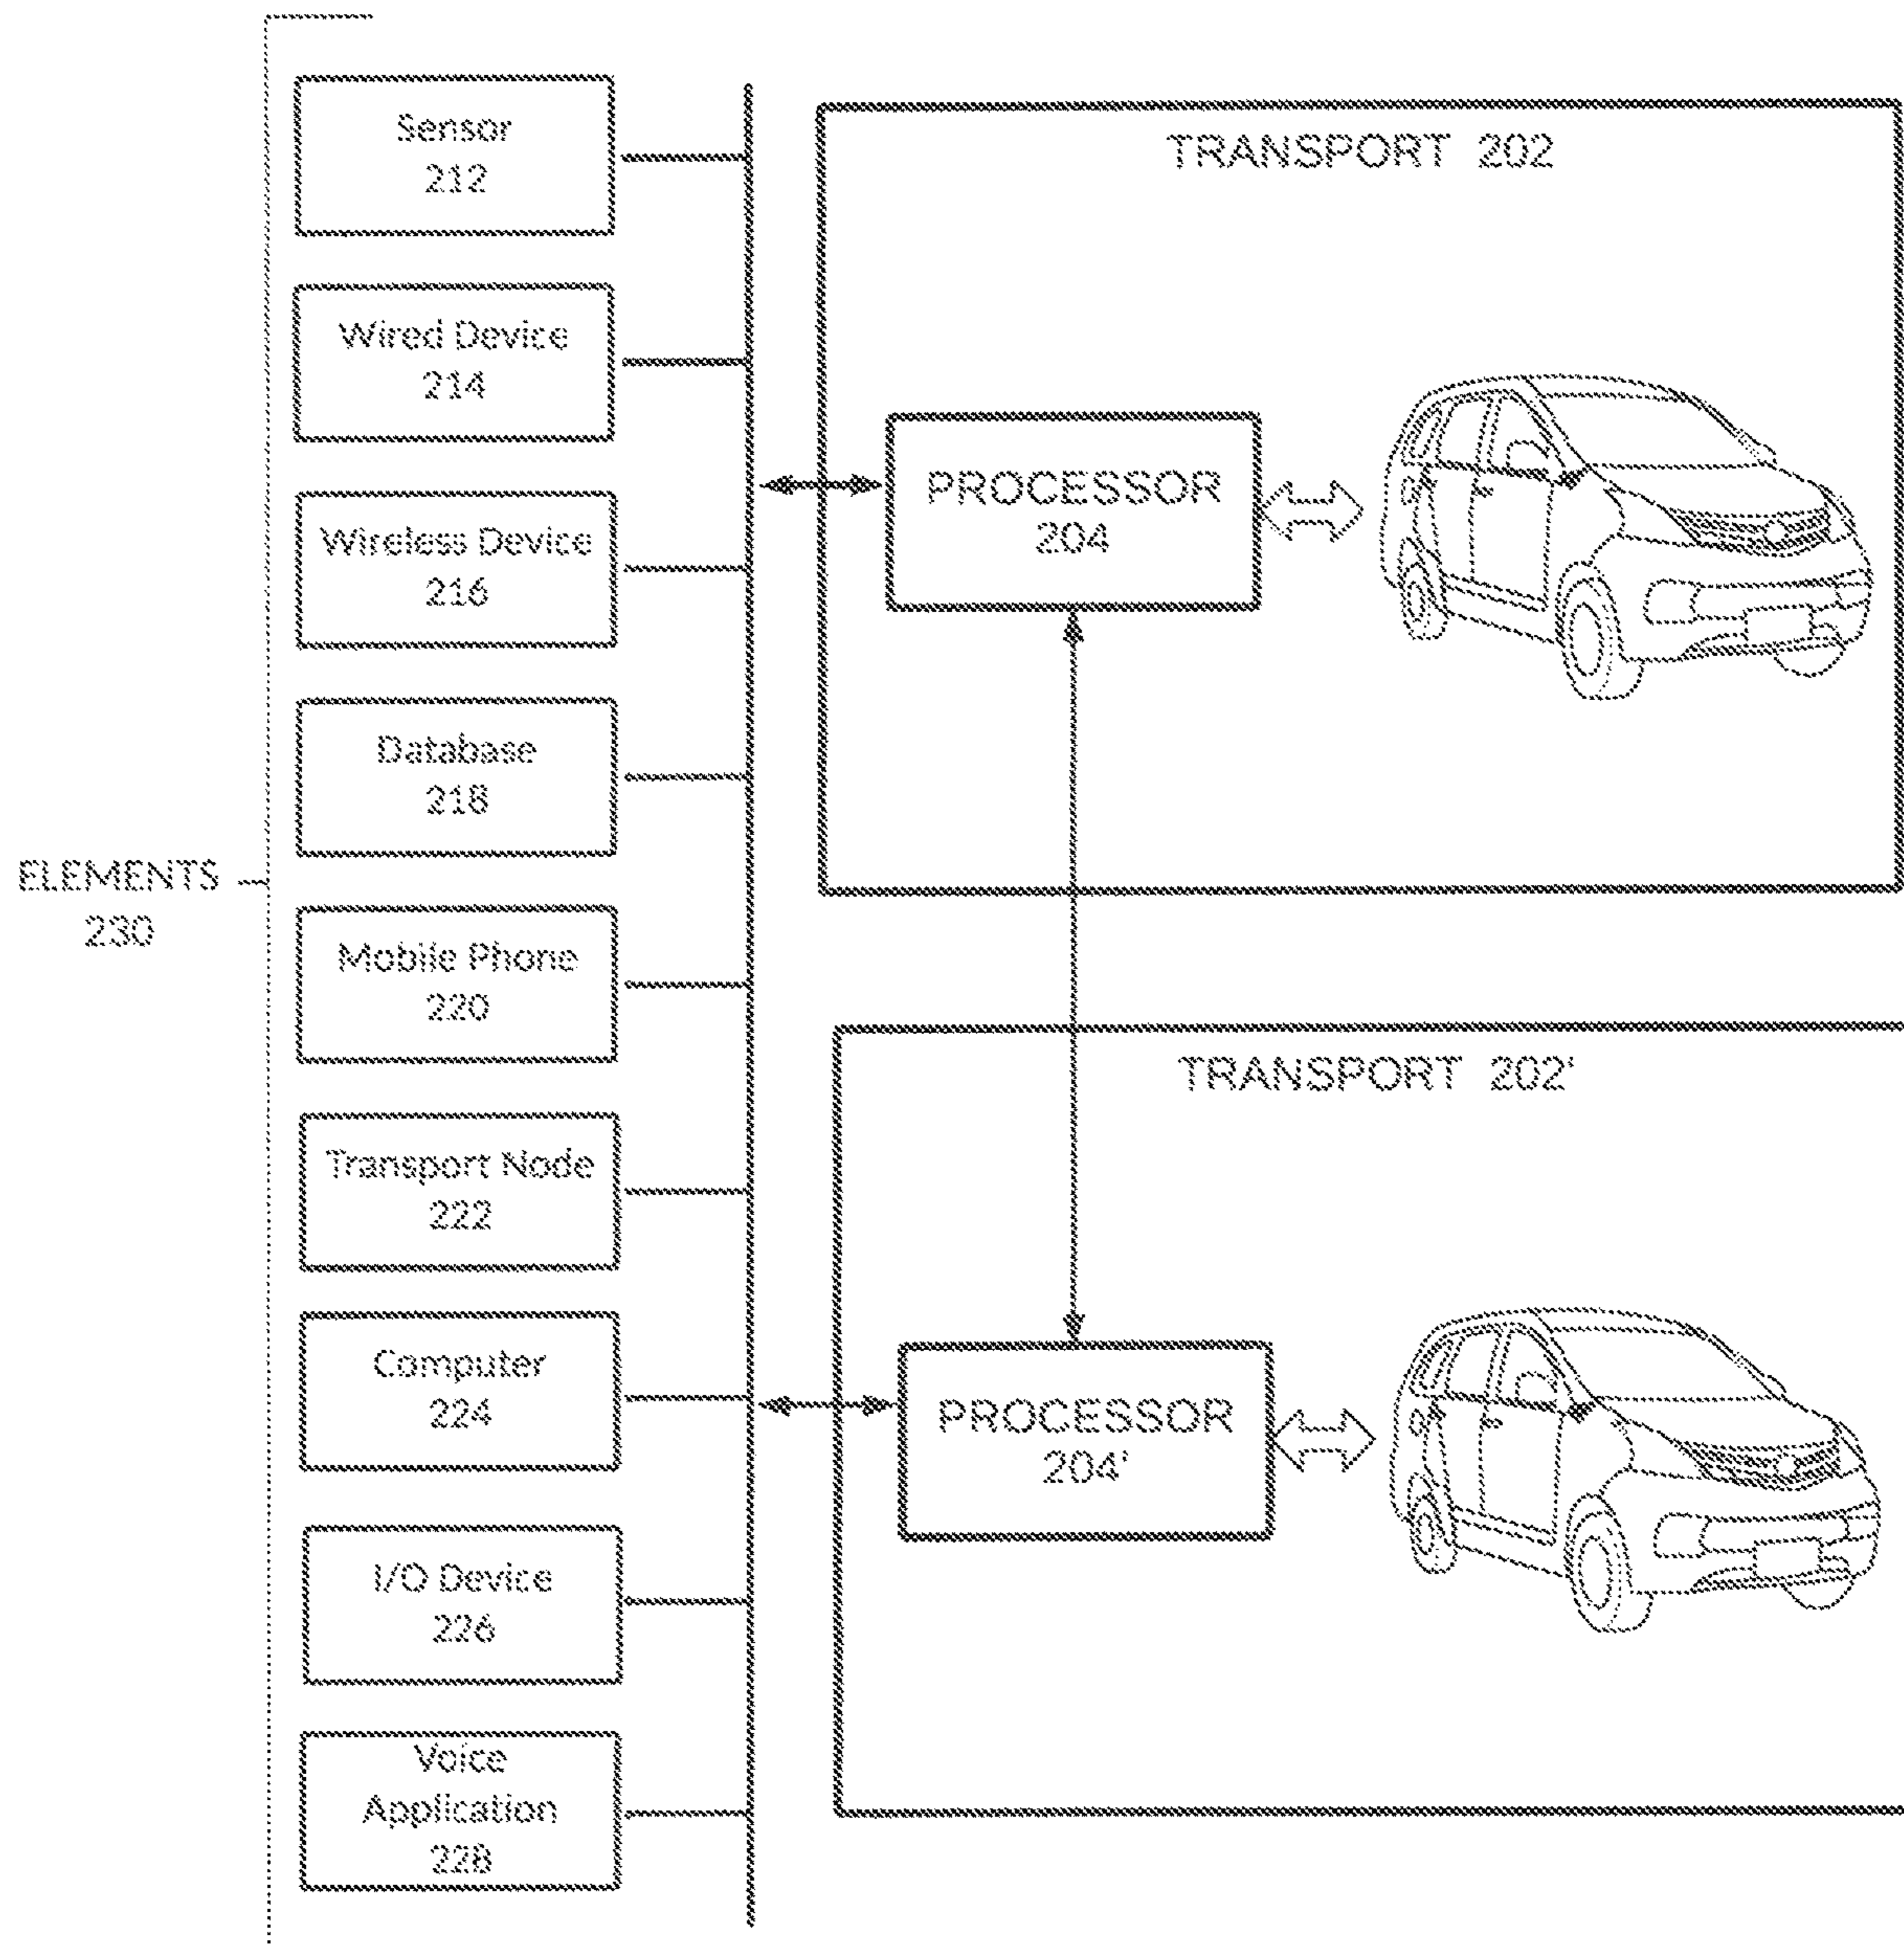 ELEMENTS
230
Sensor
212
Wired Device
214
Wireless Device
216
Database
218
Mobile Phone
220
Transport Node
222
Computer
224
I/O Device
226
Voice
Application
228
TRANSPORT 202
PROCESSOR
204
TRANSPORT 202'
PROCESSOR
204'